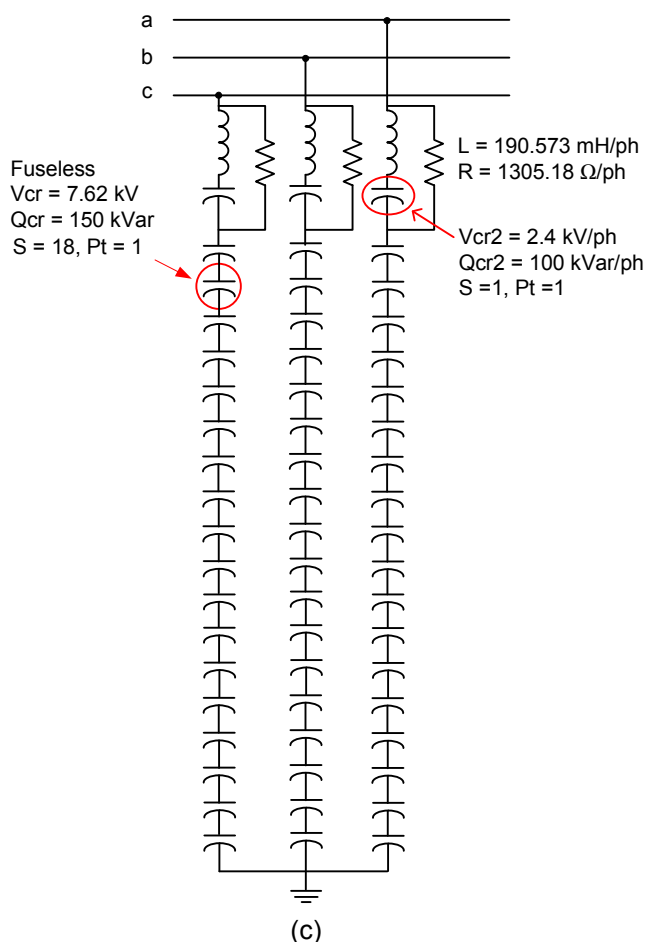 a
b
c
L = 190.573 mH/ph
R = 1305.18 Ω/ph
Fuseless
Vcr = 7.62 kV
Qcr = 150 kVar
S = 18, Pt = 1
Vcr2 = 2.4 kV/ph
Qcr2 = 100 kVar/ph
S =1, Pt =1
(c)